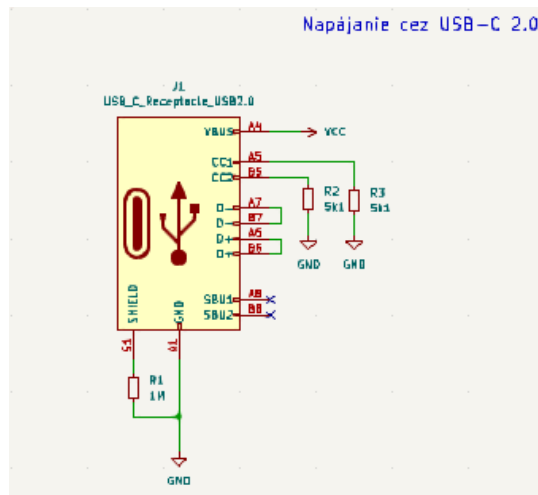 Napájanie cez USB-C 2.0
J1
USB_C_Receptacle_USB2.0
VBUS A4 VCC
CC1 A5
CC2 B5
R2 5k1
R3 5k1
D- A7
D- B7
D+ A6
D+ B6
GND GND
SBU1 A8
SBU2 B8
SHIELD GND
S1 A1
R1
1M
GND